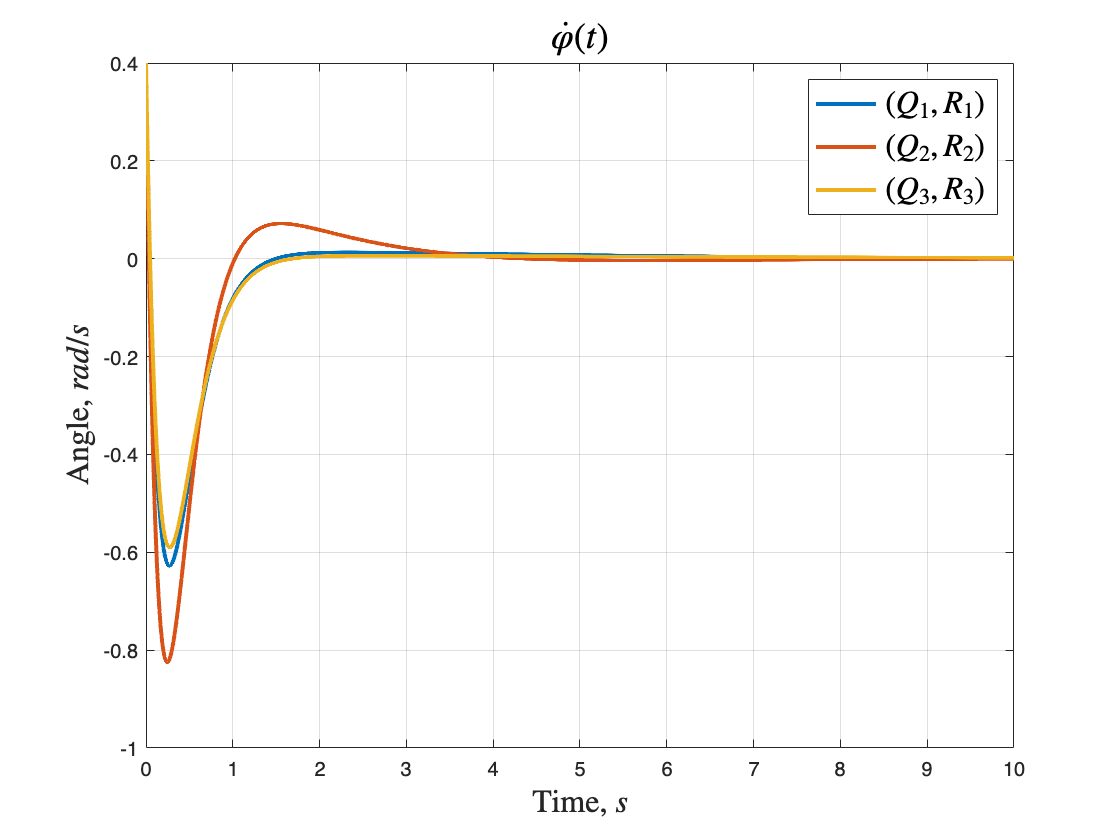 φ̇(t)
0.4
0.2
0
-0.2
-0.4
-0.6
-0.8
-1
Angle, rad/s
(Q₁, R₁)
(Q₂, R₂)
(Q₃, R₃)
0 1 2 3 4 5 6 7 8 9 10
Time, s